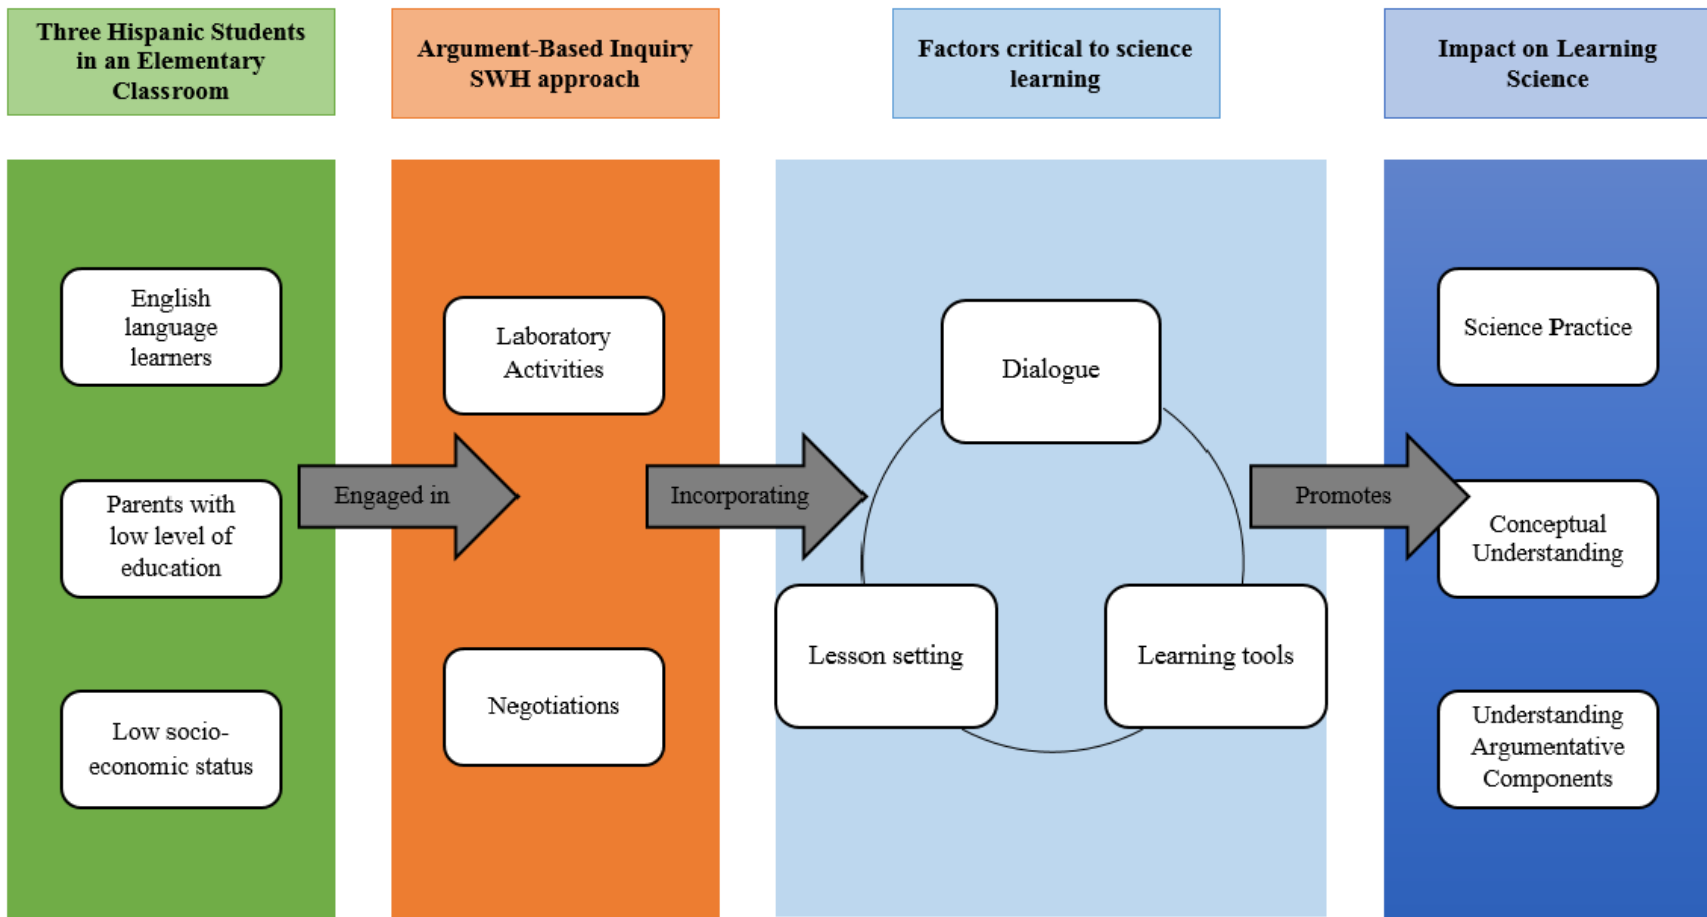 Three Hispanic Students
in an Elementary
Classroom
Argument-Based Inquiry
SWH approach
Factors critical to science
learning
Impact on Learning
Science
English
language
learners
Parents with
low level of
education
Low socio-
economic status
Engaged in
Laboratory
Activities
Negotiations
Incorporating
Dialogue
Lesson setting
Learning tools
Promotes
Science Practice
Conceptual
Understanding
Understanding
Argumentative
Components